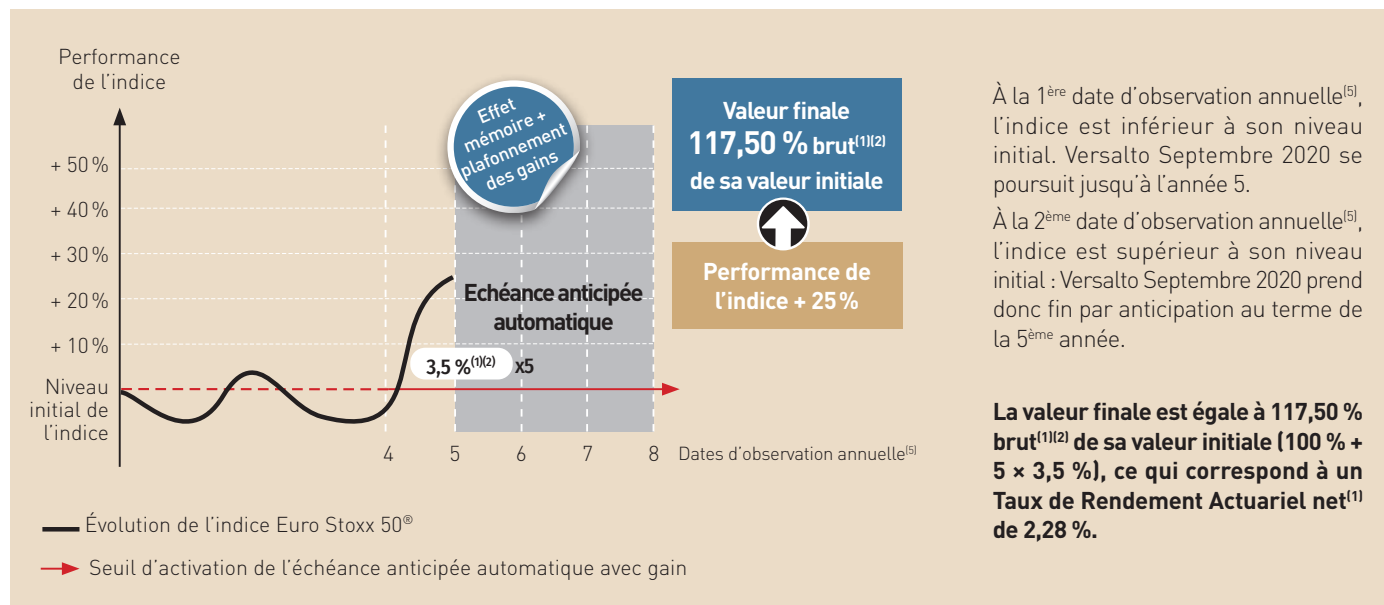 Performance
de l’indice
+ 50 %
+ 40 %
+ 30 %
+ 20 %
+ 10 %
Niveau
initial de
l’indice
Effet
mémoire +
plafonnement
des gains
Echéance anticipée
automatique
3,5 %(1)(2) x5
4 5 6 7 8 Dates d’observation annuelle(5)
Valeur finale
117,50 % brut(1)(2)
de sa valeur initiale
Performance de
l’indice + 25 %
Évolution de l’indice Euro Stoxx 50®
Seuil d’activation de l’échéance anticipée automatique avec gain
À la 1ère date d’observation annuelle(5),
l’indice est inférieur à son niveau
initial. Versalto Septembre 2020 se
poursuit jusqu’à l’année 5.
À la 2ème date d’observation annuelle(5),
l’indice est supérieur à son niveau
initial : Versalto Septembre 2020 prend
donc fin par anticipation au terme de
la 5ème année.
La valeur finale est égale à 117,50 %
brut(1)(2) de sa valeur initiale (100 % +
5 × 3,5 %), ce qui correspond à un
Taux de Rendement Actuariel net(1)
de 2,28 %.